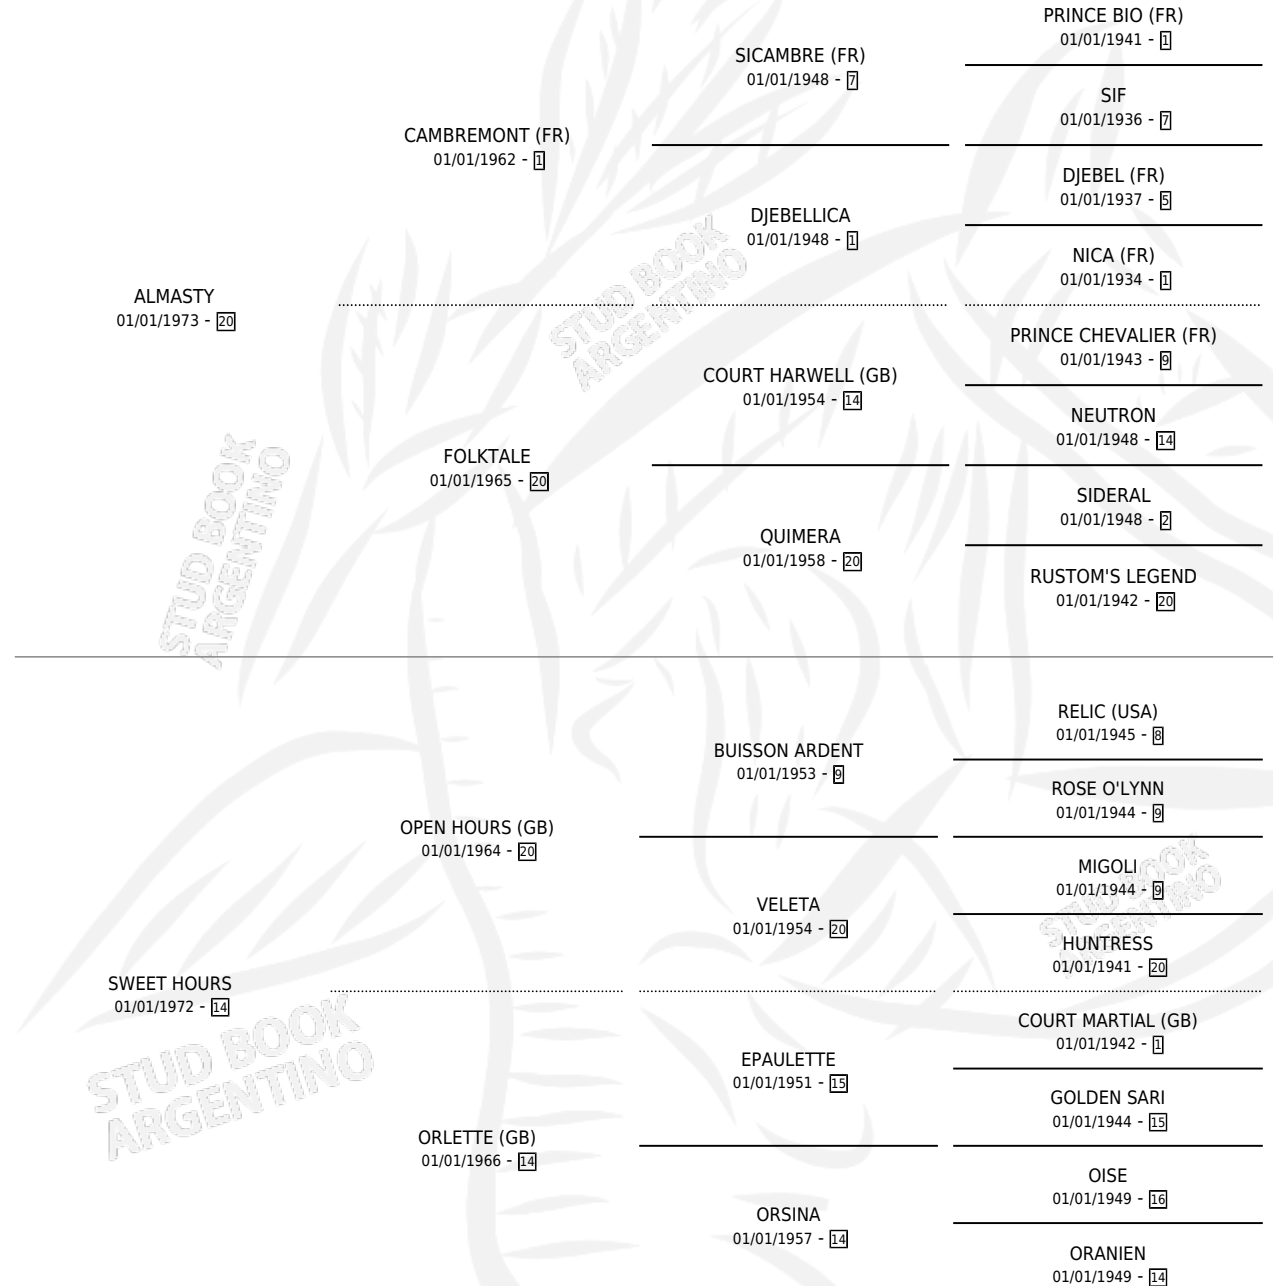 PRINCE BIO (FR)
01/01/1941 - 1
SICAMBRE (FR)
01/01/1948 - 7
SIF
01/01/1936 - 7
CAMBREMONT (FR)
01/01/1962 - 1
DJEBEL (FR)
01/01/1937 - 5
DJEBELLICA
01/01/1948 - 1
NICA (FR)
01/01/1934 - 1
ALMASTY
01/01/1973 - 20
PRINCE CHEVALIER (FR)
01/01/1943 - 9
COURT HARWELL (GB)
01/01/1954 - 14
NEUTRON
01/01/1948 - 14
FOLKTALE
01/01/1965 - 20
SIDERAL
01/01/1948 - 2
QUIMERA
01/01/1958 - 20
RUSTOM'S LEGEND
01/01/1942 - 20
STUD BOOK
ARGENTINO
STUD BOOK
ARGENTINO
RELIC (USA)
01/01/1945 - 8
BUISSON ARDENT
01/01/1953 - 9
ROSE O'LYNN
01/01/1944 - 9
OPEN HOURS (GB)
01/01/1964 - 20
MIGOLI
01/01/1944 - 9
VELETA
01/01/1954 - 20
HUNTRESS
01/01/1941 - 20
SWEET HOURS
01/01/1972 - 14
COURT MARTIAL (GB)
01/01/1942 - 1
EPAULETTE
01/01/1951 - 15
GOLDEN SARI
01/01/1944 - 15
ORLETTE (GB)
01/01/1966 - 14
OISE
01/01/1949 - 16
ORSINA
01/01/1957 - 14
ORANIEN
01/01/1949 - 14
STUD BOOK
ARGENTINO
STUD BOOK
ARGENTINO